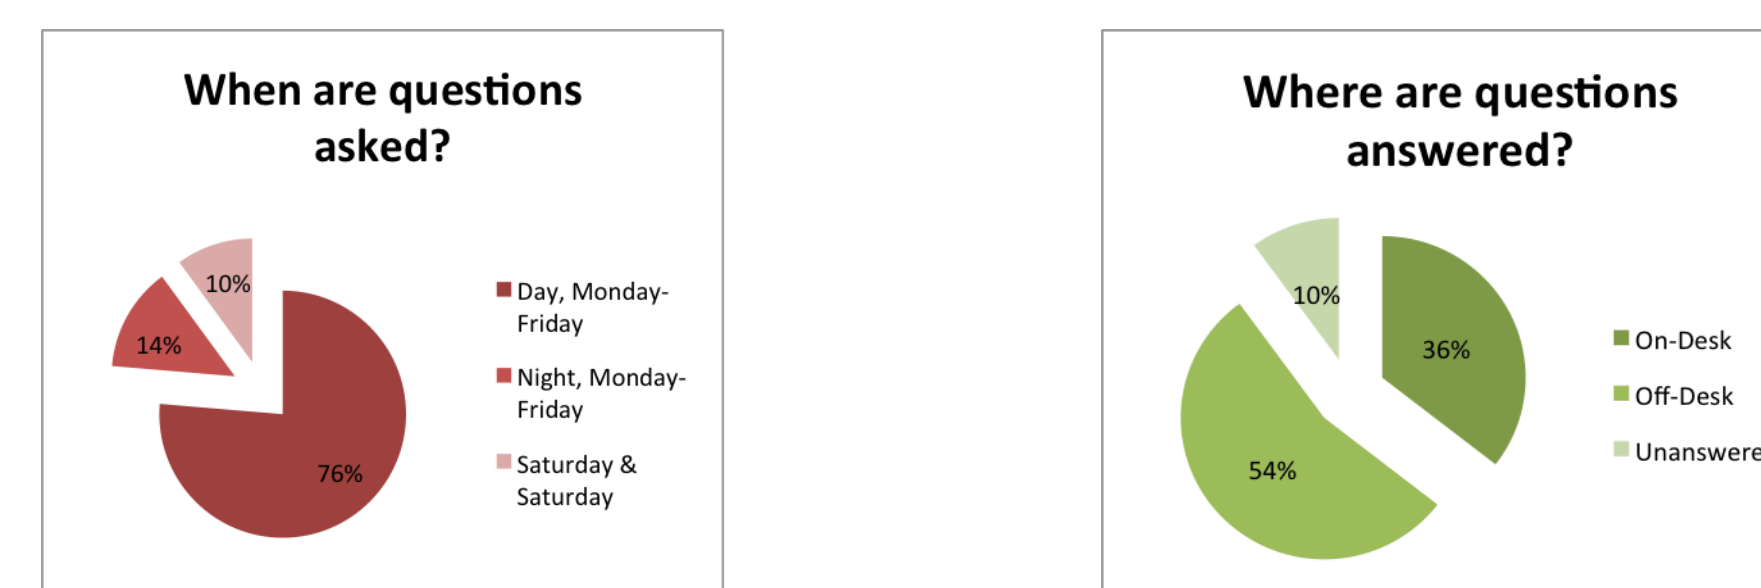 When are questions
asked?
10%
14%
76%
Day, Monday-
Friday
Night, Monday-
Friday
Saturday &
Saturday
Where are questions
answered?
10%
36%
54%
On-Desk
Off-Desk
Unanswere